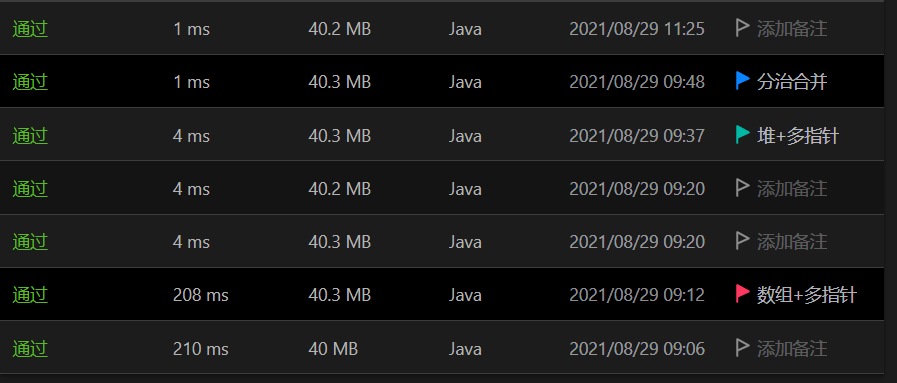 通过 1 ms 40.2 MB Java 2021/08/29 11:25 添加备注
通过 1 ms 40.3 MB Java 2021/08/29 09:48 分治合并
通过 4 ms 40.3 MB Java 2021/08/29 09:37 堆+多指针
通过 4 ms 40.2 MB Java 2021/08/29 09:20 添加备注
通过 4 ms 40.3 MB Java 2021/08/29 09:20 添加备注
通过 208 ms 40.3 MB Java 2021/08/29 09:12 数组+多指针
通过 210 ms 40 MB Java 2021/08/29 09:06 添加备注